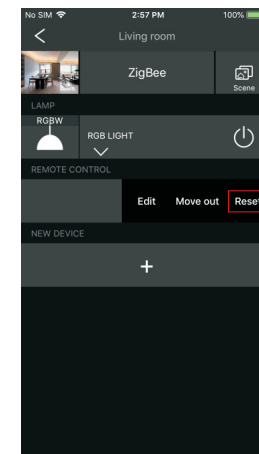 No SIM 2:57 PM 100%
Living room
ZigBee
Scene
LAMP
RGBW
RGB LIGHT
REMOTE CONTROL
Edit Move out Reset
NEW DEVICE
+